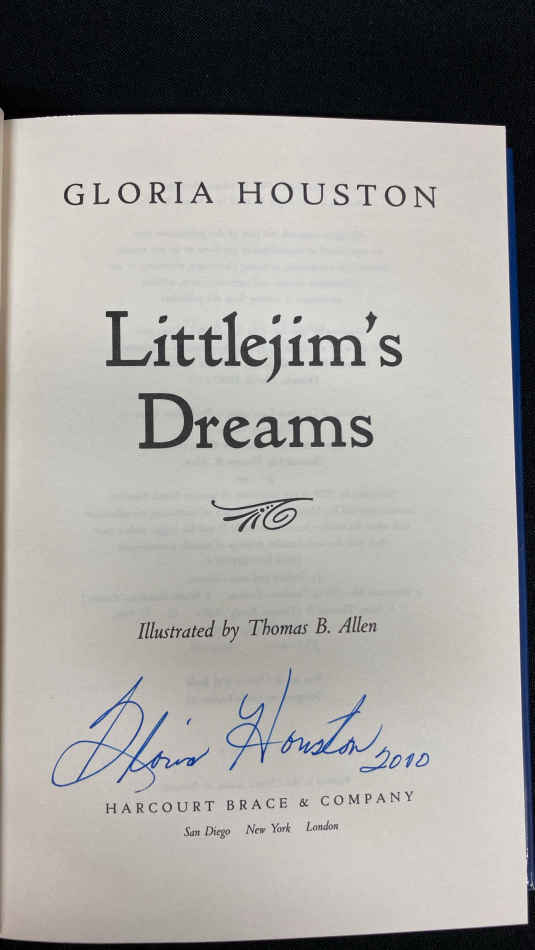 GLORIA HOUSTON
Littlejim's
Dreams
Illustrated by Thomas B. Allen
Gloria Houston 2010
HARCOURT BRACE & COMPANY
San Diego New York London